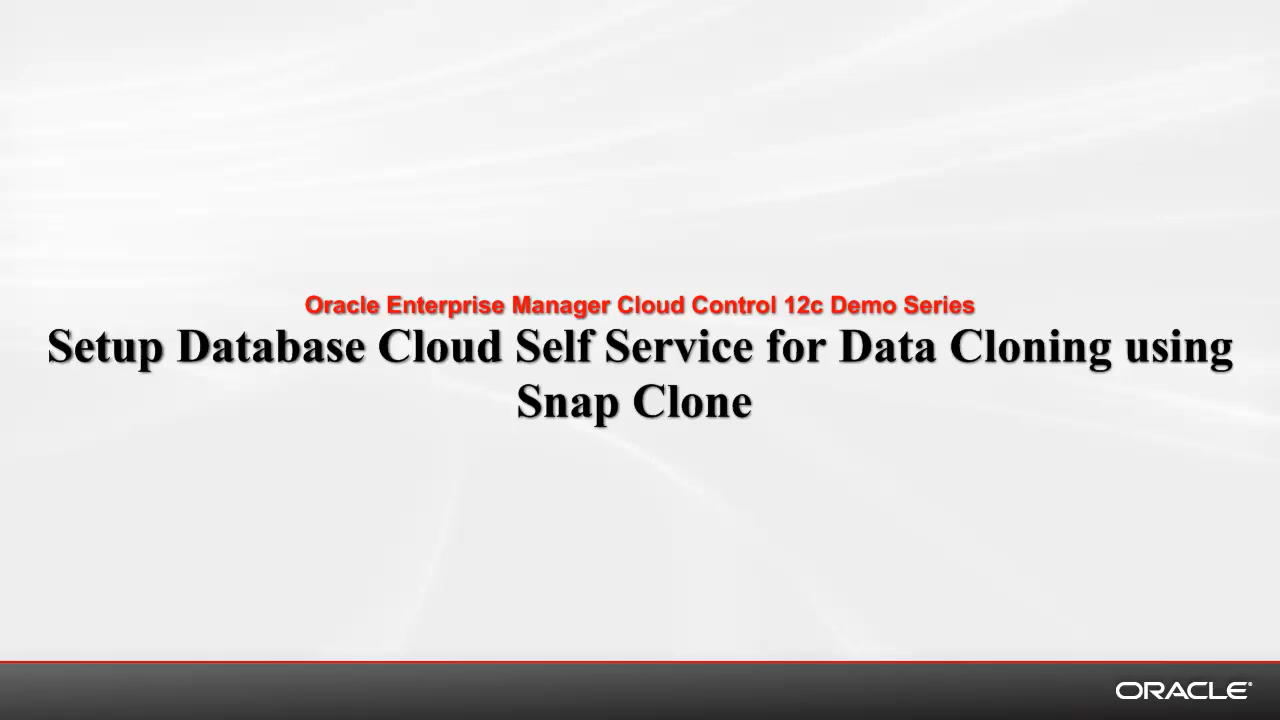 Oracle Enterprise Manager Cloud Control 12c Demo Series
Setup Database Cloud Self Service for Data Cloning using
Snap Clone
ORACLE®